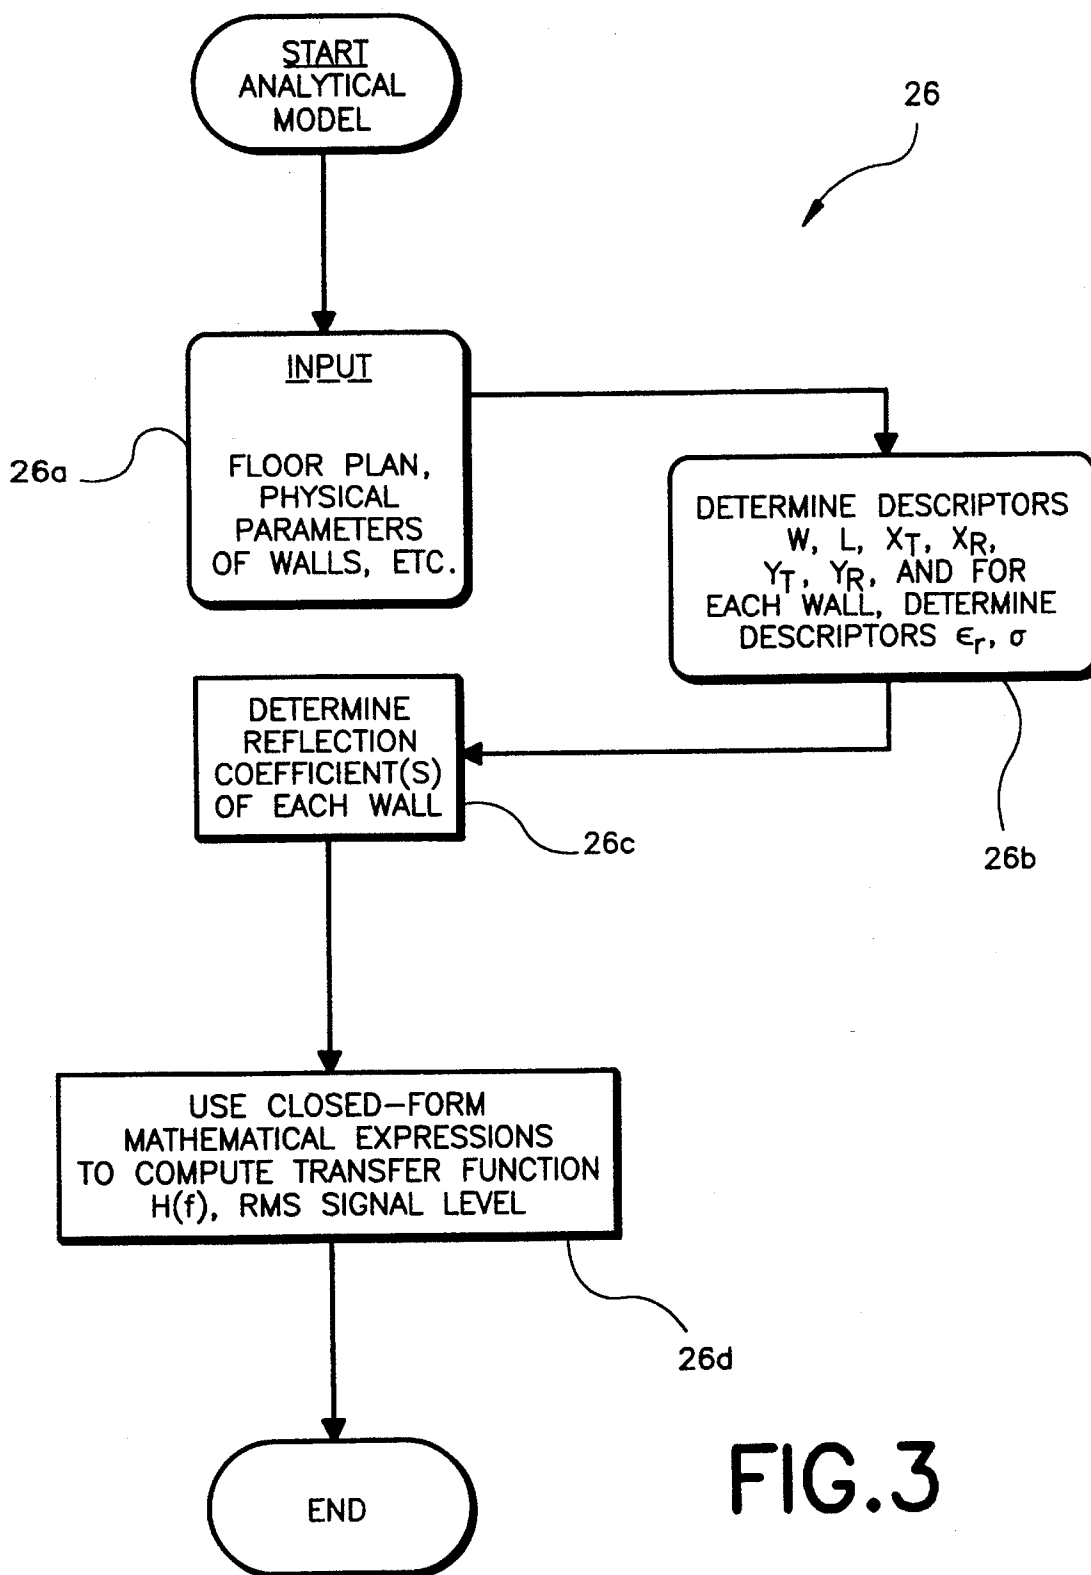 START
ANALYTICAL
MODEL
26
INPUT
FLOOR PLAN,
PHYSICAL
PARAMETERS
OF WALLS, ETC.
26a
DETERMINE DESCRIPTORS
W, L, XT, XR,
YT, YR, AND FOR
EACH WALL, DETERMINE
DESCRIPTORS ϵr, σ
26b
DETERMINE
REFLECTION
COEFFICIENT(S)
OF EACH WALL
26c
USE CLOSED-FORM
MATHEMATICAL EXPRESSIONS
TO COMPUTE TRANSFER FUNCTION
H(f), RMS SIGNAL LEVEL
26d
END
FIG.3